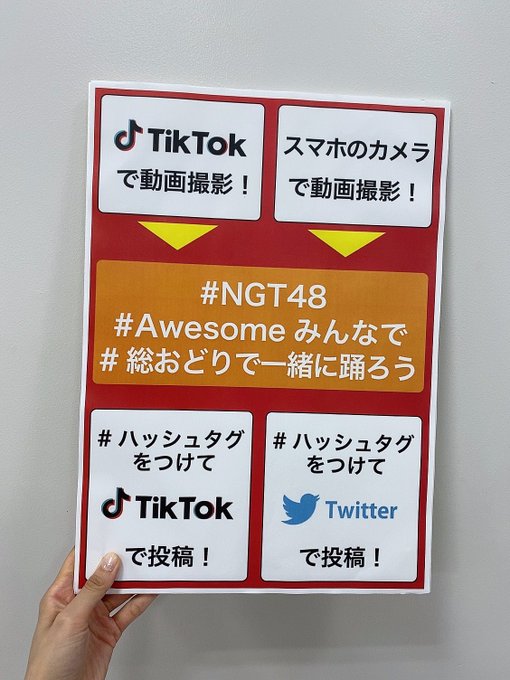 TikTok
で動画撮影！
スマホのカメラ
で動画撮影！
#NGT48
#Awesome みんなで
# 総おどりで一緒に踊ろう
# ハッシュタグ
をつけて
TikTok
で投稿！
# ハッシュタグ
をつけて
Twitter
で投稿！